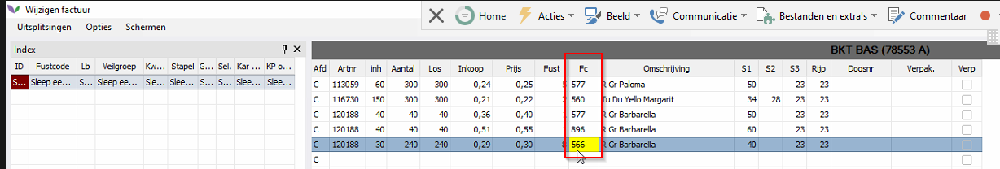 Wijzigen factuur
Home Acties Beeld Communicatie Bestanden en extra's Commentaar Verp
Uitsplitsingen Opties Schermen
Index
BKT BAS (78553 A)
ID Fustcode Lb Veilgroep Kw... Stapel G... Sel. Kar ... KP o...
S... Sleep ee... S... Sleep ee... Slee... Slee... S... S... Slee... Slee...
Afd Artnr inh Aantal Los Inkoop Prijs Fust Fc Omschrijving S1 S2 S3 Rijp Doosnr Verpak. Verp
C 113059 60 300 300 0,24 0,25 5 577 R Gr Paloma 50 23 23
C 116730 150 300 300 0,21 0,22 2 560 Tu Du Yello Margarit 34 28 23 23
C 120188 40 40 40 0,36 0,40 1 577 R Gr Barbarella 50 23 23
C 120188 40 40 40 0,51 0,55 1 896 R Gr Barbarella 60 23 23
C 120188 30 240 240 0,29 0,30 8 566 R Gr Barbarella 40 23 23
C